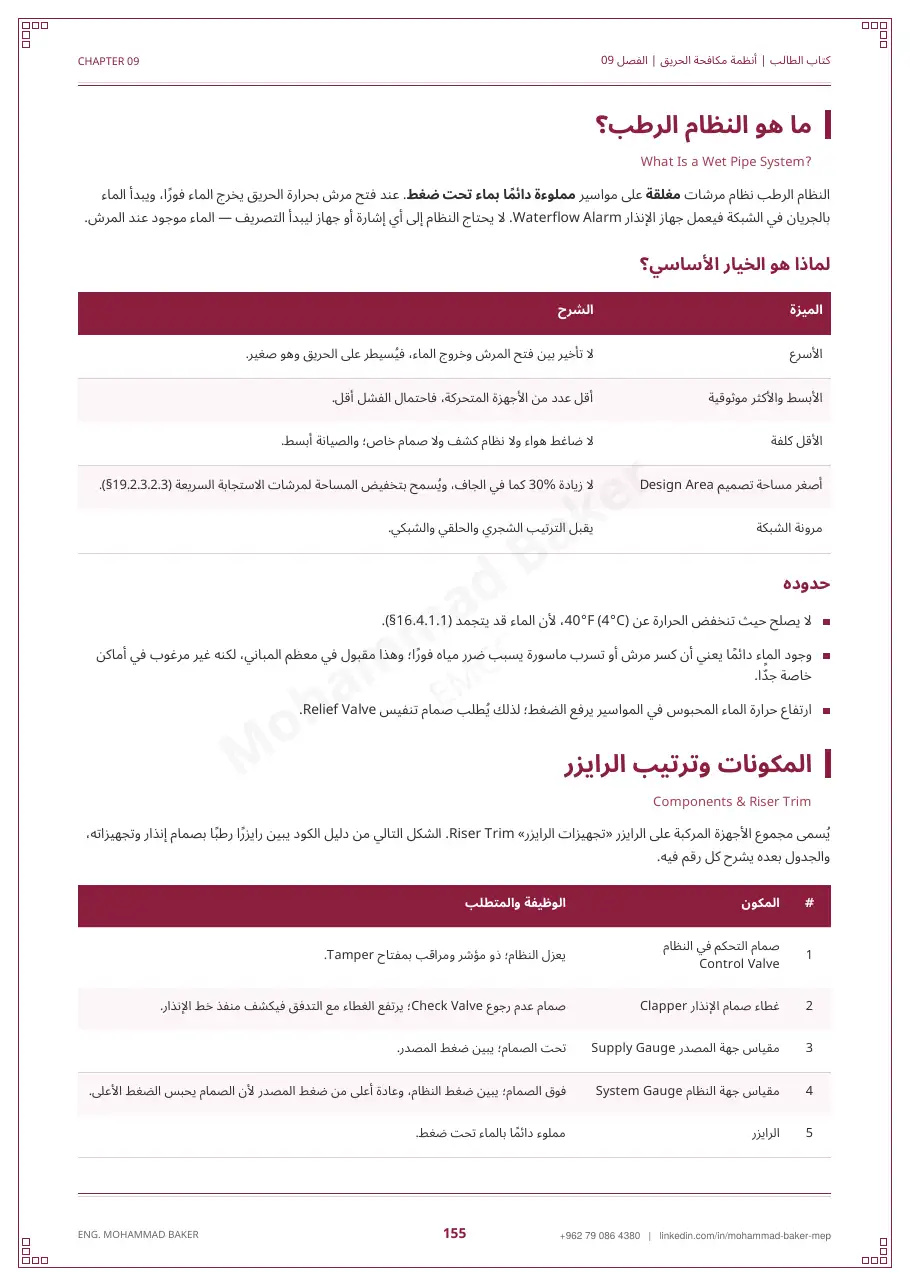 كتاب الطالب | أنظمة مكافحة الحريق | الفصل 09
CHAPTER 09
ما هو النظام الرطب؟
What Is a Wet Pipe System?
النظام الرطب نظام مرشات مغلقة على مواسير مملوءة دائمًا بماء تحت ضغط. عند فتح مرش بحرارة الحريق يخرج الماء فورًا، ويبدأ الماء
بالجريان في الشبكة فيعمل جهاز الإنذار Waterflow Alarm. لا يحتاج النظام إلى أي إشارة أو جهاز ليبدأ التصريف — الماء موجود عند المرش.
لماذا هو الخيار الأساسي؟
الميزة الشرح
الأسرع لا تأخير بين فتح المرش وخروج الماء، فيُسيطر على الحريق وهو صغير.
الأبسط والأكثر موثوقية أقل عدد من الأجهزة المتحركة، فاحتمال الفشل أقل.
الأقل كلفة لا ضاغط هواء ولا نظام كشف ولا صمام خاص؛ والصيانة أبسط.
أصغر مساحة تصميم Design Area لا زيادة 30% كما في الجاف، ويُسمح بتخفيض المساحة لمرشات الاستجابة السريعة (§19.2.3.2.3).
مرونة الشبكة يقبل الترتيب الشجري والحلقي والشبكي.
حدوده
لا يصلح حيث تنخفض الحرارة عن 40°F (4°C)، لأن الماء قد يتجمد (§16.4.1.1).
وجود الماء دائمًا يعني أن كسر مرش أو تسرب ماسورة يسبب ضرر مياه فورًا؛ وهذا مقبول في معظم المباني، لكنه غير مرغوب في أماكن
خاصة جدًّا.
ارتفاع حرارة الماء المحبوس في المواسير يرفع الضغط؛ لذلك يُطلب صمام تنفيس Relief Valve.
المكونات وترتيب الرايزر
Components & Riser Trim
يُسمى مجموع الأجهزة المركبة على الرايزر «تجهيزات الرايزر» Riser Trim. الشكل التالي من دليل الكود يبين رايزرًا رطبًا بصمام إنذار وتجهيزاته،
والجدول بعده يشرح كل رقم فيه.
# المكون الوظيفة والمتطلب
1 صمام التحكم في النظام Control Valve يعزل النظام؛ ذو مؤشر ومراقب بمفتاح Tamper.
2 غطاء صمام الإنذار Clapper صمام عدم رجوع Check Valve؛ يرتفع الغطاء مع التدفق فيكشف منفذ خط الإنذار.
3 مقياس جهة المصدر Supply Gauge تحت الصمام؛ يبين ضغط المصدر.
4 مقياس جهة النظام System Gauge فوق الصمام؛ يبين ضغط النظام، وعادة أعلى من ضغط المصدر لأن الصمام يحبس الضغط الأعلى.
5 الرايزر مملوء دائمًا بالماء تحت ضغط.
Mohammad Baker
ENG. MOHAMMAD BAKER
155
+962 79 086 4380 | linkedin.com/in/mohammad-baker-mep